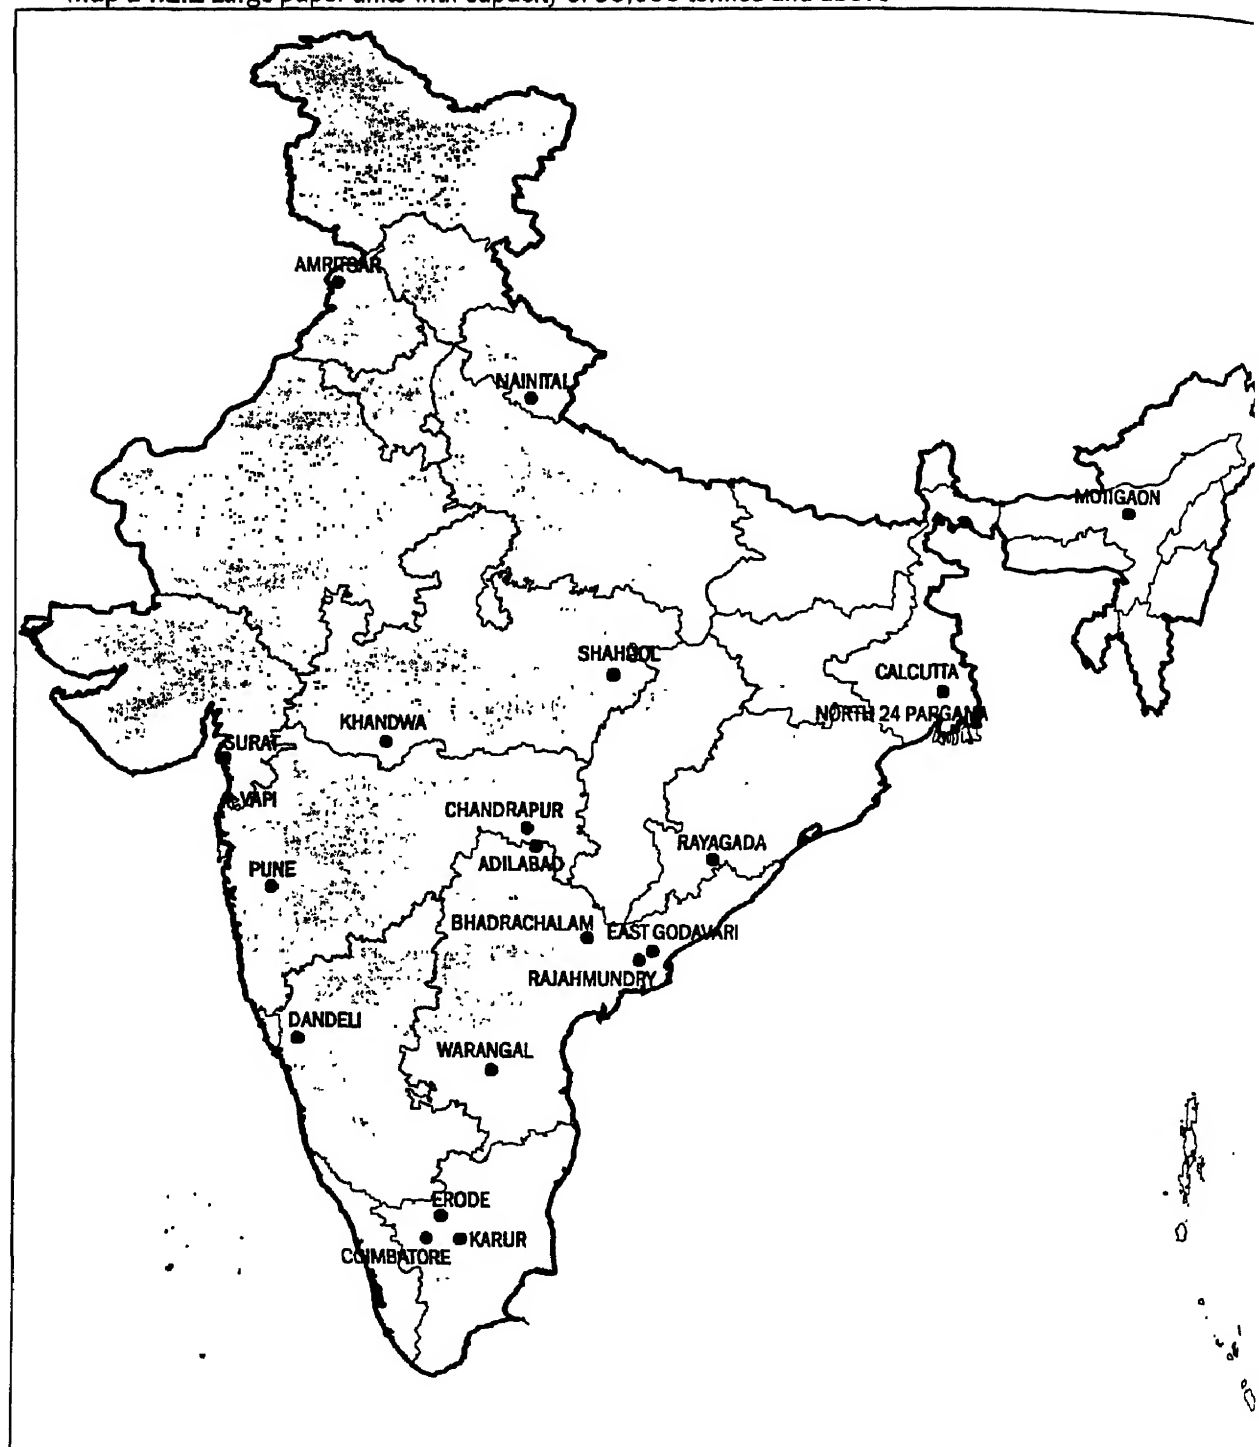 AMRITSAR
NAINITAL
MOTIGAON
SHAHDOL
CALCUTTA
NORTH 24 PARGANA
KHANDWA
SURAT
VAPI
CHANDRAPUR
ADILABAD
RAYAGADA
PUNE
BHADRACHALAM
EAST GODAVARI
RAJAHMUNDRY
DANDELI
WARANGAL
ERODE
KARUR
COIMBATORE